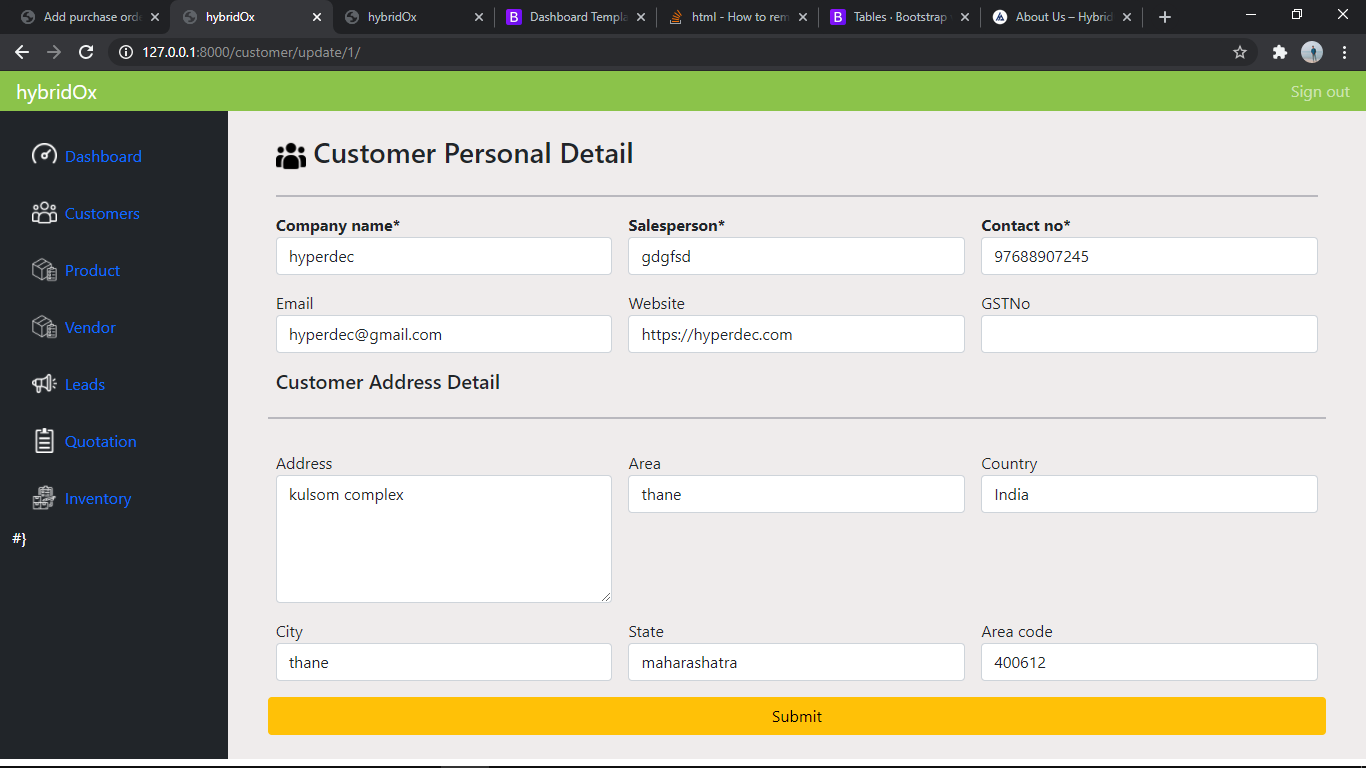 Add purchase orde
hybridOx
hybridOx
Dashboard Templa
html - How to rem
Tables · Bootstrap
About Us – Hybrid
127.0.0.1:8000/customer/update/1/
hybridOx
Sign out
Dashboard
Customers
Product
Vendor
Leads
Quotation
Inventory
#}
Customer Personal Detail
Company name* Salesperson* Contact no*
hyperdec gdgfsd 97688907245
Email Website GSTNo
hyperdec@gmail.com https://hyperdec.com
Customer Address Detail
Address Area Country
kulsom complex thane India
City State Area code
thane maharashatra 400612
Submit